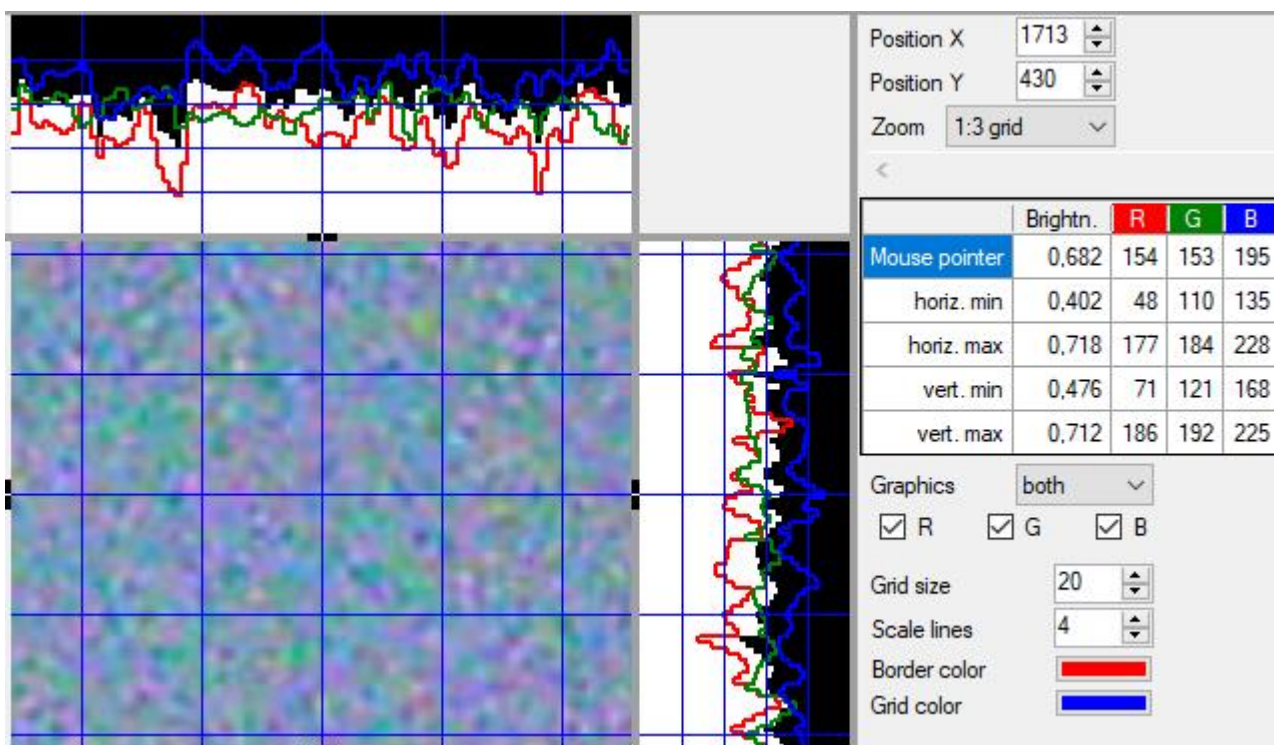 Position X 1713
Position Y 430
Zoom 1:3 grid
<
Brightn. R G B
Mouse pointer 0,682 154 153 195
horiz. min 0,402 48 110 135
horiz. max 0,718 177 184 228
vert. min 0,476 71 121 168
vert. max 0,712 186 192 225
Graphics both
R G B
Grid size 20
Scale lines 4
Border color
Grid color